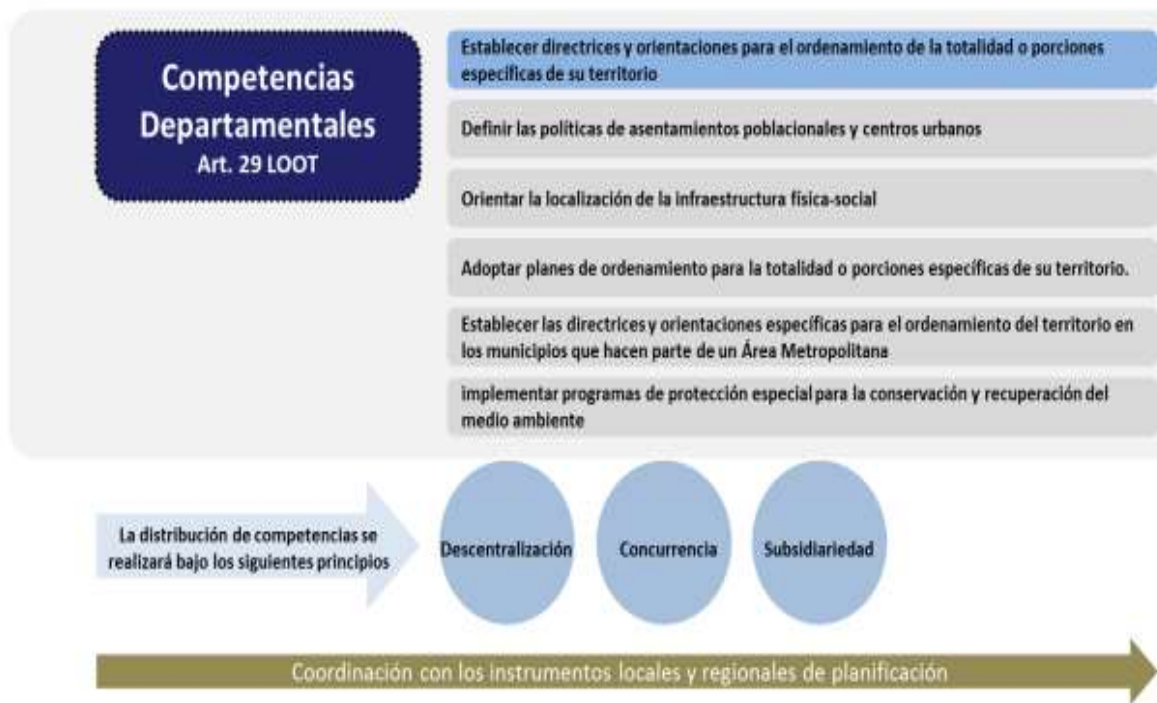 Competencias
Departamentales
Art. 29 LOOT
Establecer directrices y orientaciones para el ordenamiento de la totalidad o porciones
específicas de su territorio
Definir las políticas de asentamientos poblacionales y centros urbanos
Orientar la localización de la infraestructura física-social
Adoptar planes de ordenamiento para la totalidad o porciones específicas de su territorio.
Establecer las directrices y orientaciones específicas para el ordenamiento del territorio en
los municipios que hacen parte de un Área Metropolitana
implementar programas de protección especial para la conservación y recuperación del
medio ambiente
La distribución de competencias se
realizará bajo los siguientes principios
Descentralización
Concurrencia
Subsidiariedad
Coordinación con los instrumentos locales y regionales de planificación